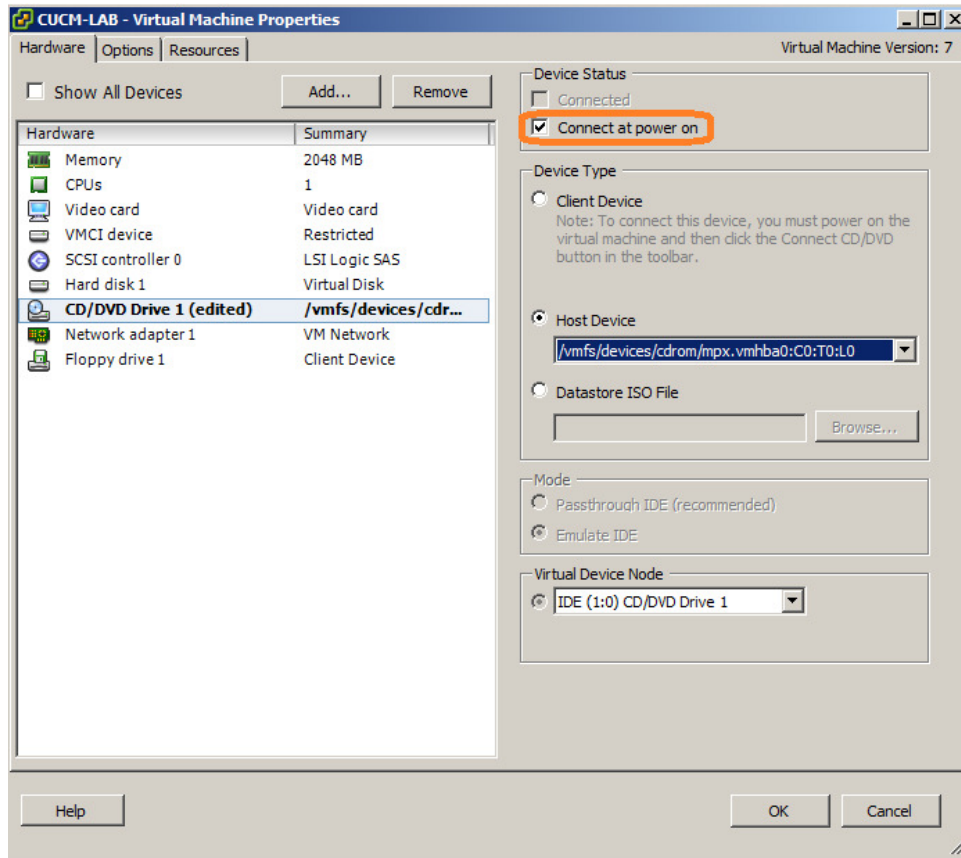 CUCM-LAB - Virtual Machine Properties
Hardware Options Resources Virtual Machine Version: 7
Show All Devices Add... Remove
Hardware Summary
Memory 2048 MB
CPUs 1
Video card Video card
VMCI device Restricted
SCSI controller 0 LSI Logic SAS
Hard disk 1 Virtual Disk
CD/DVD Drive 1 (edited) /vmfs/devices/cdr...
Network adapter 1 VM Network
Floppy drive 1 Client Device
Device Status
Connected
Connect at power on
Device Type
Client Device
Note: To connect this device, you must power on the
virtual machine and then click the Connect CD/DVD
button in the toolbar.
Host Device
/vmfs/devices/cdrom/mpx.vmhba0:C0:T0:L0
Datastore ISO File
Browse...
Mode
Passthrough IDE (recommended)
Emulate IDE
Virtual Device Node
IDE (1:0) CD/DVD Drive 1
Help OK Cancel